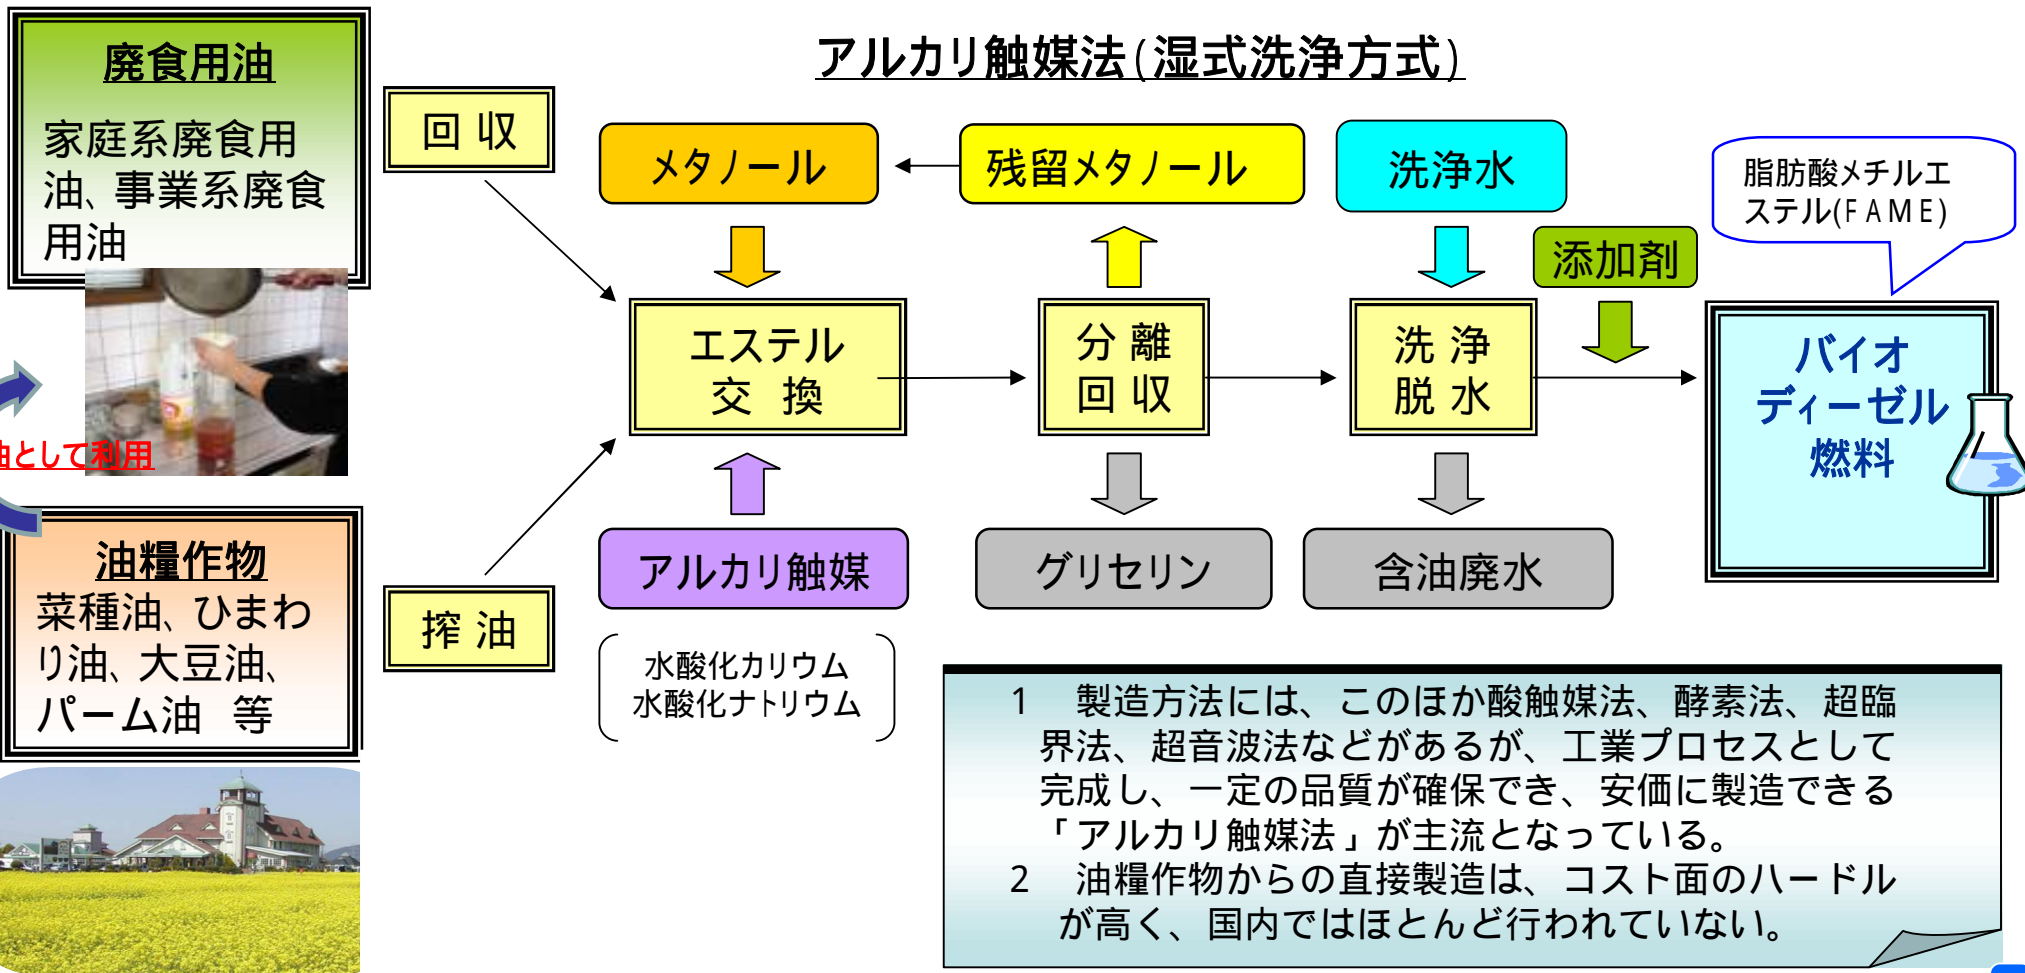 アルカリ触媒法(湿式洗浄方式)
廃食用油
家庭系廃食用
油、事業系廃食
用油
回 収
メタノール
残留メタノール
洗浄水
添加剤
脂肪酸メチルエ
ステル(FAME)
エステル
交 換
分 離
回 収
洗 浄
脱 水
バイオ
ディーゼル
燃料
油として利用
油糧作物
菜種油、ひまわ
り油、大豆油、
パーム油 等
搾 油
アルカリ触媒
水酸化カリウム
水酸化ナトリウム
グリセリン
含油廃水
1 製造方法には、このほか酸触媒法、酵素法、超臨
界法、超音波法などがあるが、工業プロセスとして
完成し、一定の品質が確保でき、安価に製造できる
「アルカリ触媒法」が主流となっている。
2 油糧作物からの直接製造は、コスト面のハードル
が高く、国内ではほとんど行われていない。